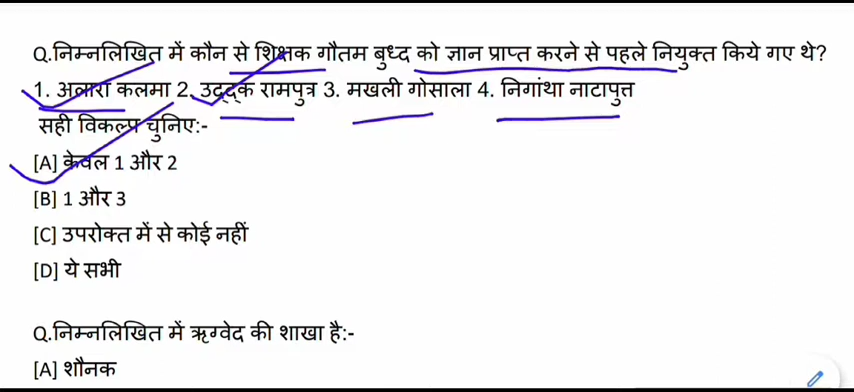 Q.निम्नलिखित में कौन से शिक्षक गौतम बुध्द को ज्ञान प्राप्त करने से पहले नियुक्त किये गए थे?
1. अलारा कलमा 2. उद्द्क रामपुत्र 3. मखली गोसाला 4. निगांथा नाटापुत्त
सही विकल्प चुनिए:-
[A] केवल 1 और 2
[B] 1 और 3
[C] उपरोक्त में से कोई नहीं
[D] ये सभी
Q.निम्नलिखित में ऋग्वेद की शाखा है:-
[A] शौनक